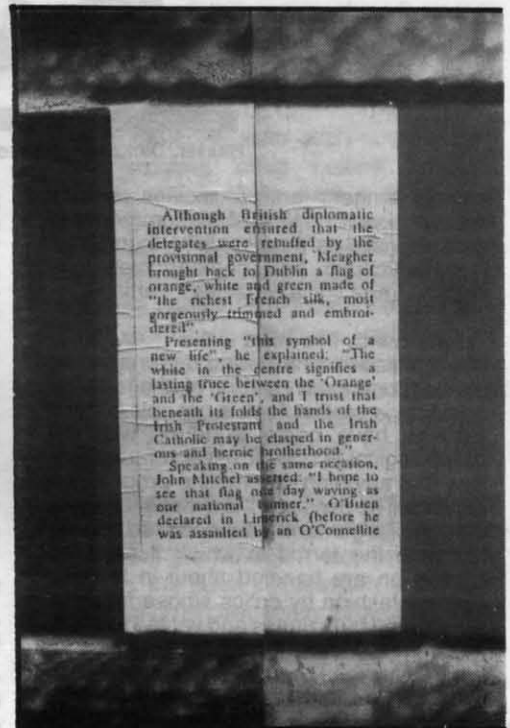 Although British diplomatic
intervention ensured that the
delegates were rebuffed by the
provisional government, Meagher
brought back to Dublin a flag of
orange, white and green made of
"the richest French silk, most
gorgeously trimmed and embroi-
dered".
Presenting "this symbol of a
new life", he explained: "The
white in the centre signifies a
lasting truce between the 'Orange'
and the 'Green', and I trust that
beneath its folds the hands of the
Irish Protestant and the Irish
Catholic may be clasped in gener-
ous and heroic brotherhood."
Speaking on the same occasion,
John Mitchel asserted: "I hope to
see that flag one day waving as
our national banner." O'Brien
declared in Limerick (before he
was assaulted by an O'Connellite